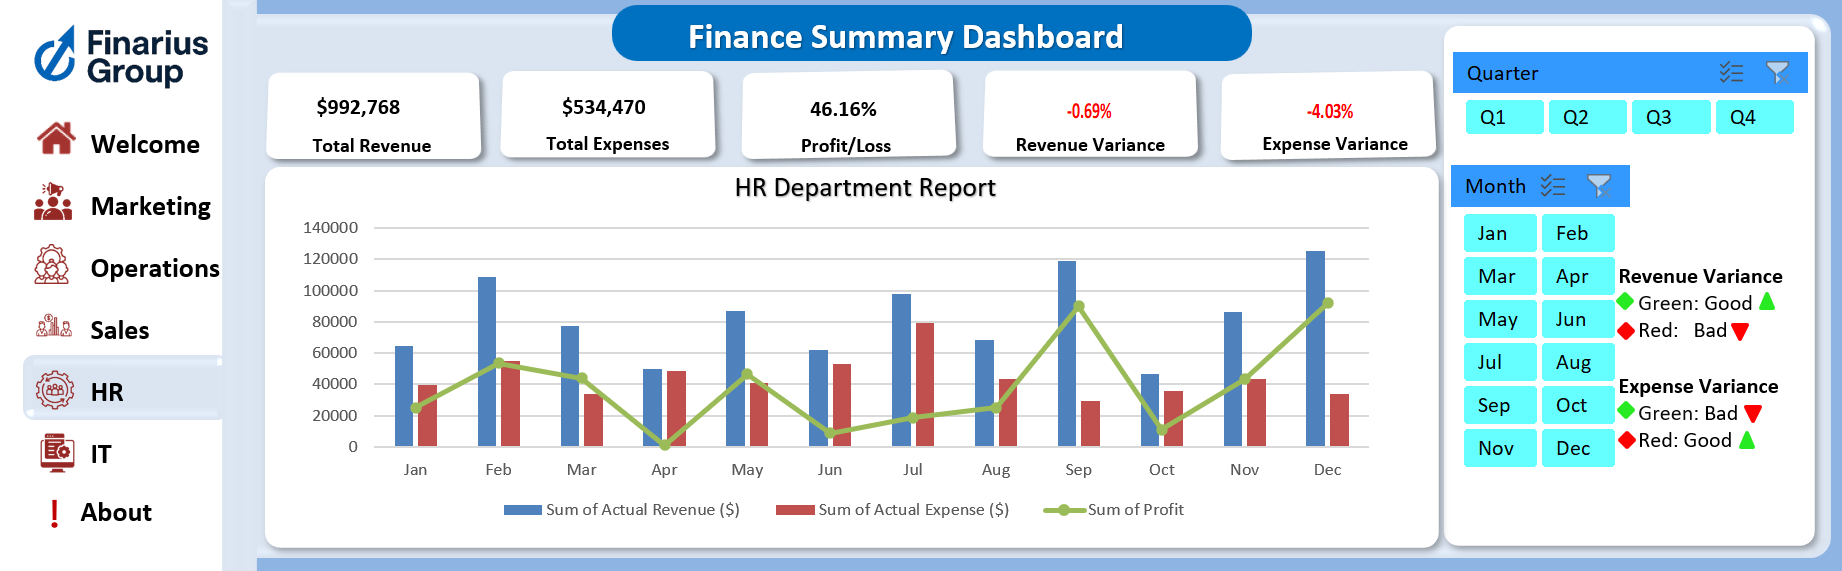 Finarius
Group
Welcome
Marketing
Operations
Sales
HR
IT
! About
Finance Summary Dashboard
$992,768
Total Revenue
$534,470
Total Expenses
46.16%
Profit/Loss
-0.69%
Revenue Variance
-4.03%
Expense Variance
HR Department Report
140000
120000
100000
80000
60000
40000
20000
0
Jan Feb Mar Apr May Jun Jul Aug Sep Oct Nov Dec
Sum of Actual Revenue ($) Sum of Actual Expense ($) Sum of Profit
Quarter
Q1 Q2 Q3 Q4
Month
Jan Feb
Mar Apr
May Jun
Jul Aug
Sep Oct
Nov Dec
Revenue Variance
Green: Good
Red: Bad
Expense Variance
Green: Bad
Red: Good